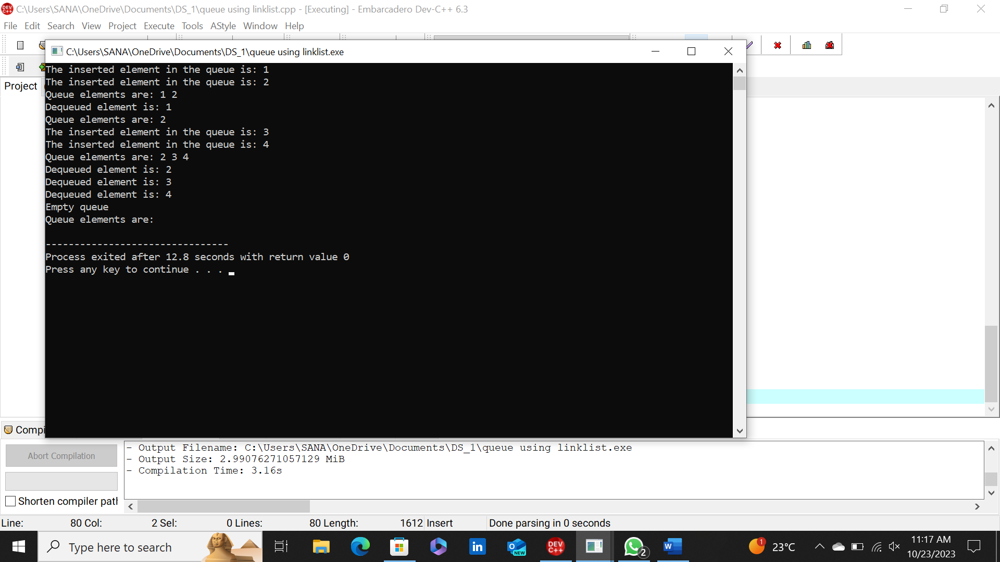 C:\Users\SANA\OneDrive\Documents\DS_1\queue using linklist.cpp - [Executing] - Embarcadero Dev-C++ 6.3
File Edit Search View Project Execute Tools AStyle Window Help
C:\Users\SANA\OneDrive\Documents\DS_1\queue using linklist.exe
The inserted element in the queue is: 1
The inserted element in the queue is: 2
Queue elements are: 1 2
Dequeued element is: 1
Queue elements are: 2
The inserted element in the queue is: 3
The inserted element in the queue is: 4
Queue elements are: 2 3 4
Dequeued element is: 2
Dequeued element is: 3
Dequeued element is: 4
Empty queue
Queue elements are:
--------------------------------
Process exited after 12.8 seconds with return value 0
Press any key to continue . . .
Project
Compi
Abort Compilation
Shorten compiler path
- Output Filename: C:\Users\SANA\OneDrive\Documents\DS_1\queue using linklist.exe
- Output Size: 2.99076271057129 MiB
- Compilation Time: 3.16s
Line: 80 Col: 2 Sel: 0 Lines: 80 Length: 1612 Insert Done parsing in 0 seconds
Type here to search
in
NEW
DEV C++
2
W
1
23°C
11:17 AM
10/23/2023